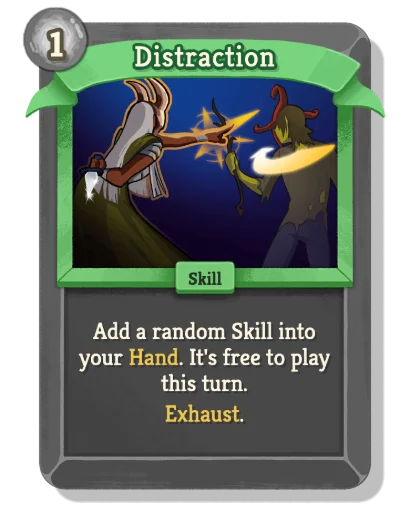 1
Distraction
Skill
Add a random Skill into
your Hand. It's free to play
this turn.
Exhaust.